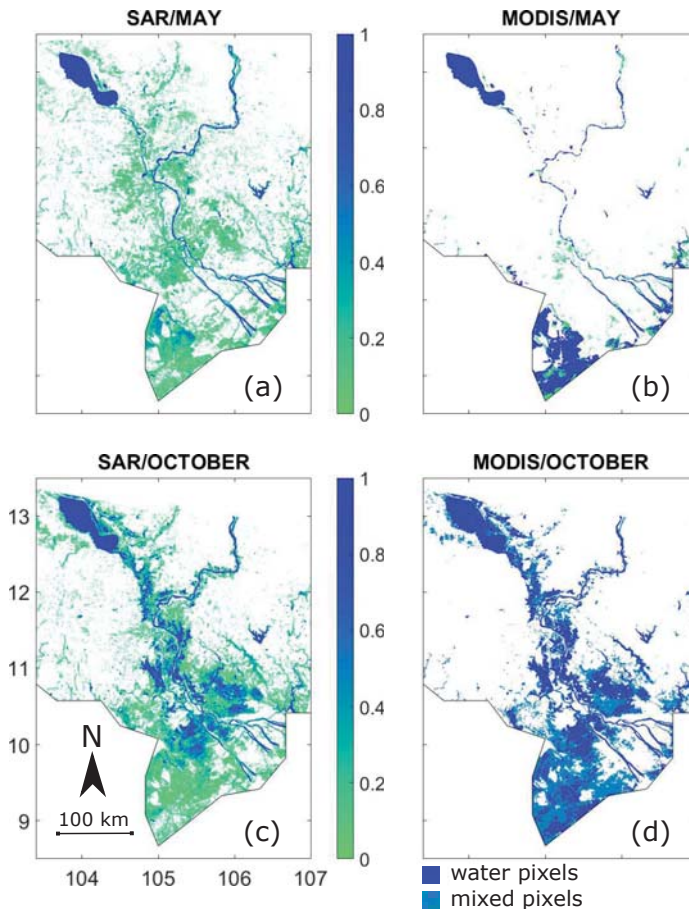 SAR/MAY
MODIS/MAY
1
0.8
0.6
0.4
0.2
0
(a)
(b)
SAR/OCTOBER
MODIS/OCTOBER
13
12
11
10
9
1
0.8
0.6
0.4
0.2
0
N
100 km
(c)
(d)
104
105
106
107
water pixels
mixed pixels